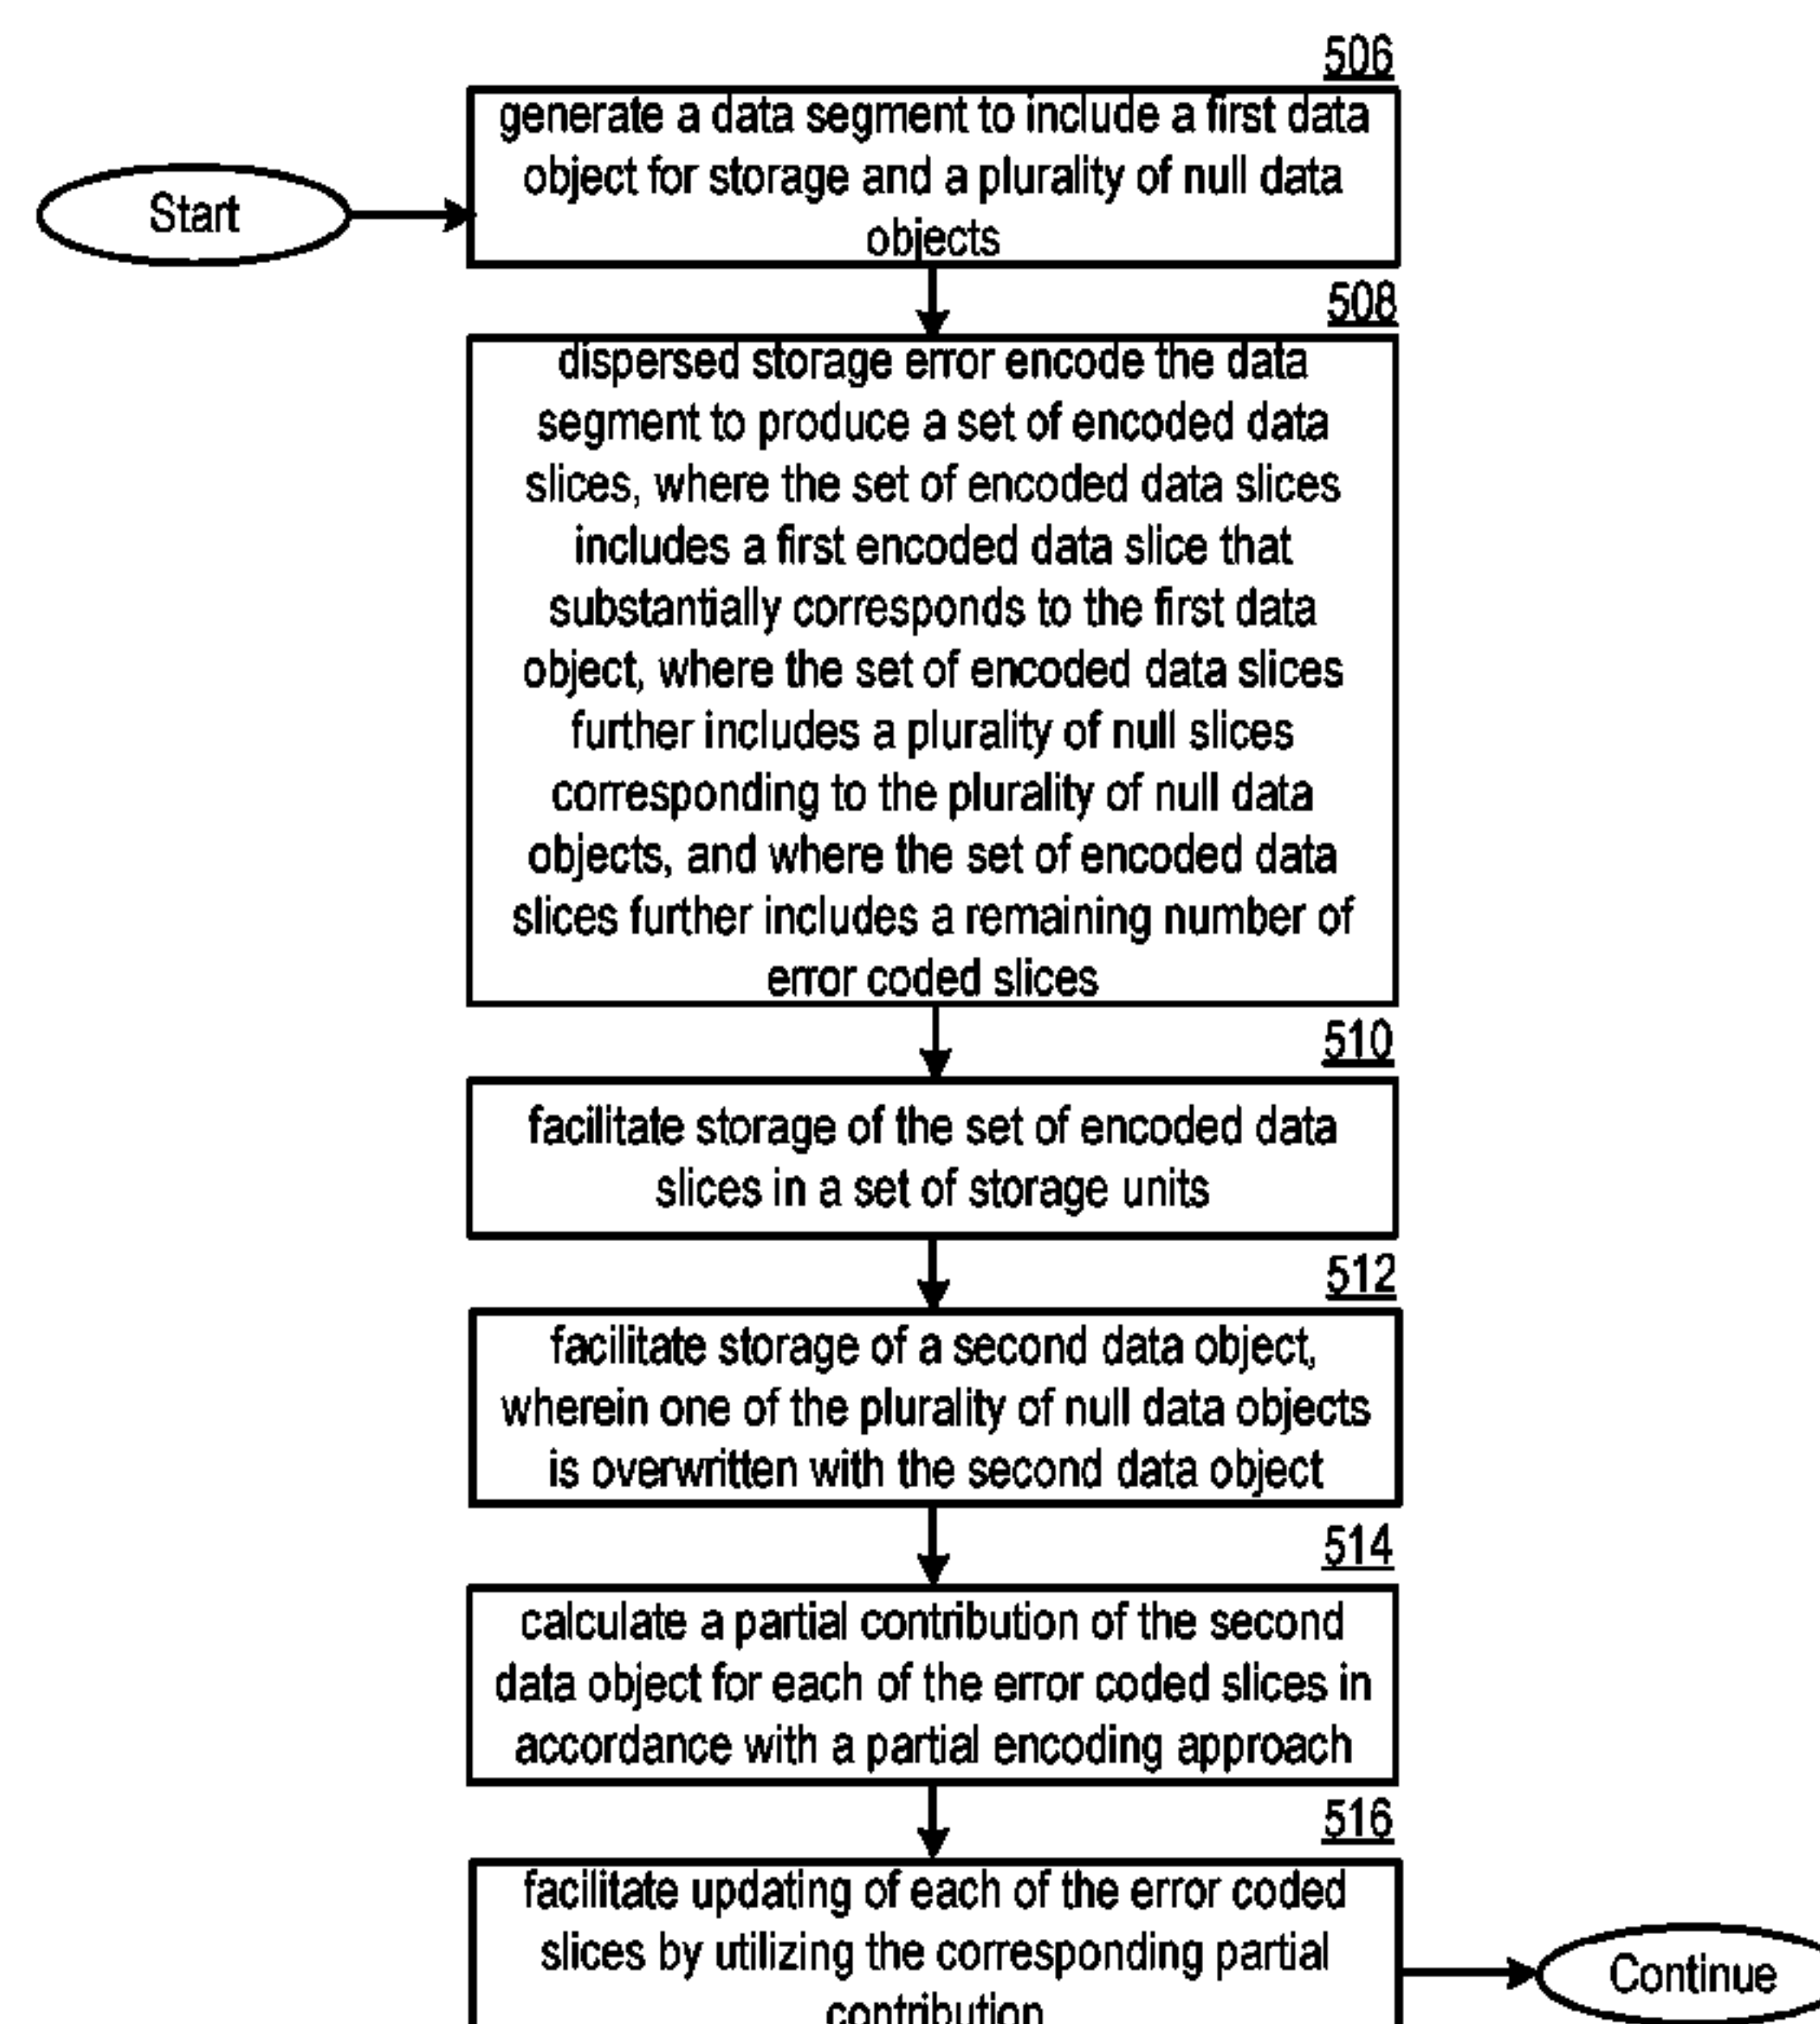 506
generate a data segment to include a first data
object for storage and a plurality of null data
objects
Start
508
dispersed storage error encode the data
segment to produce a set of encoded data
slices, where the set of encoded data slices
includes a first encoded data slice that
substantially corresponds to the first data
object, where the set of encoded data slices
further includes a plurality of null slices
corresponding to the plurality of null data
objects, and where the set of encoded data
slices further includes a remaining number of
error coded slices
510
facilitate storage of the set of encoded data
slices in a set of storage units
512
facilitate storage of a second data object,
wherein one of the plurality of null data objects
is overwritten with the second data object
514
calculate a partial contribution of the second
data object for each of the error coded slices in
accordance with a partial encoding approach
516
facilitate updating of each of the error coded
slices by utilizing the corresponding partial
contribution
Continue